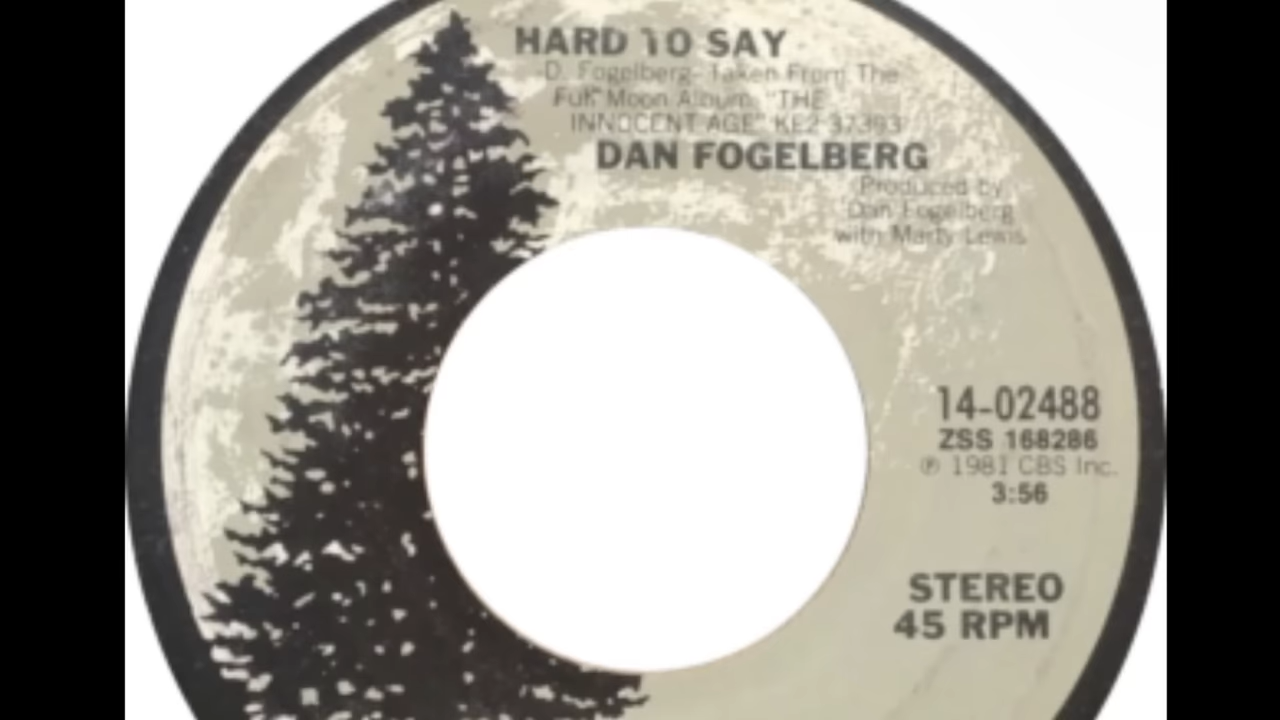 HARD TO SAY
D. Fogelberg- Taken From The
Full Moon Album: "THE
INNOCENT AGE" KE2 37393
DAN FOGELBERG
Produced by
Dan Fogelberg
with Marty Lewis
14-02488
ZSS 168286
℗ 1981 CBS Inc.
3:56
STEREO
45 RPM